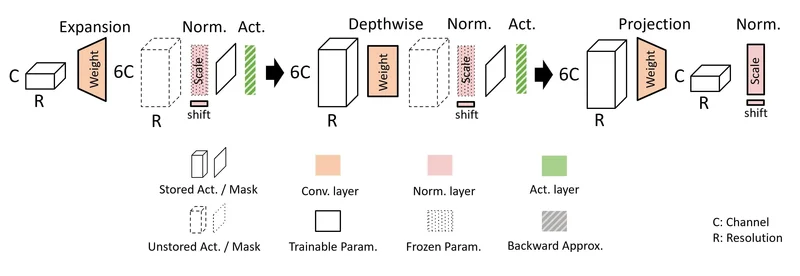 Expansion Norm. Act. Depthwise Norm. Act. Projection Norm.
C R Weight 6C R Scale shift
6C R Weight Scale shift
6C R Weight C R Scale shift
Stored Act. / Mask Conv. layer Norm. layer Act. layer
Unstored Act. / Mask Trainable Param. Frozen Param. Backward Approx.
C: Channel
R: Resolution